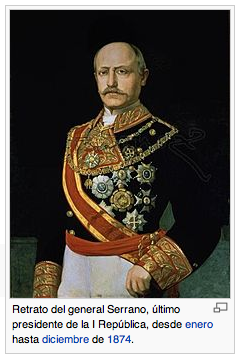 Retrato del general Serrano, último
presidente de la I República, desde enero
hasta diciembre de 1874.